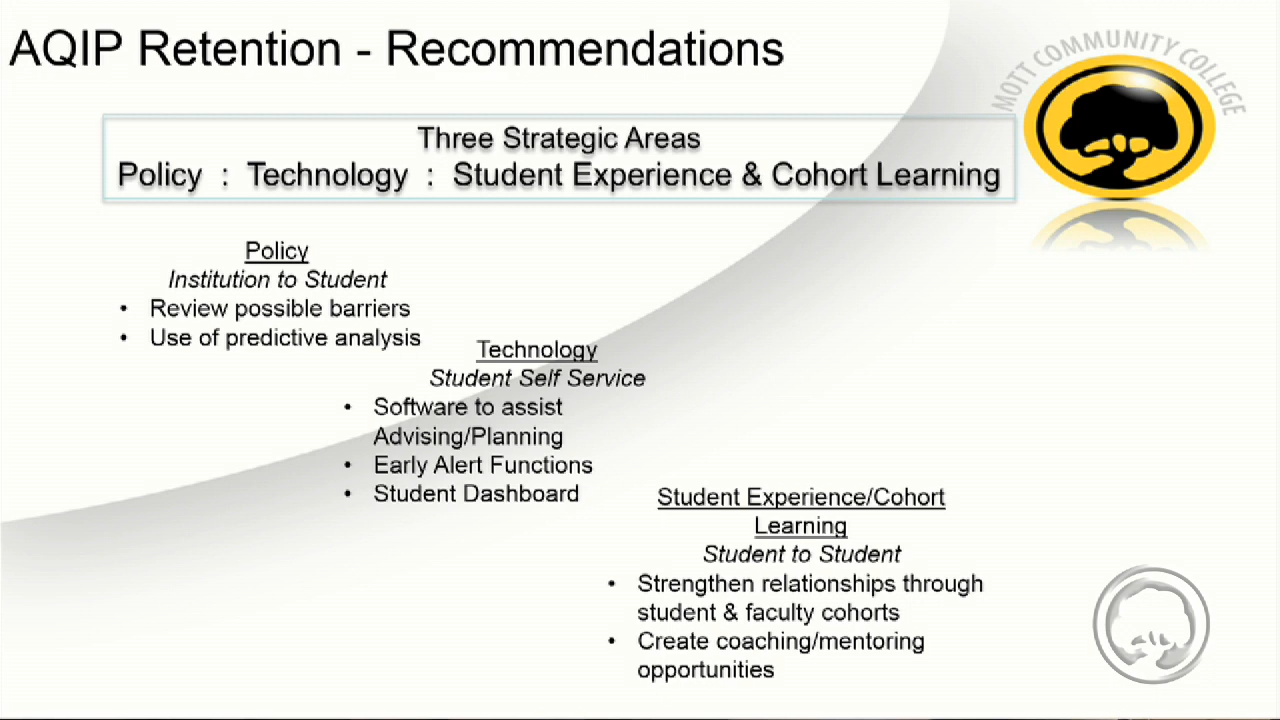 AQIP Retention - Recommendations
MOTT COMMUNITY COLLEGE
Three Strategic Areas
Policy : Technology : Student Experience & Cohort Learning
Policy
Institution to Student
• Review possible barriers
• Use of predictive analysis
Technology
Student Self Service
• Software to assist
Advising/Planning
• Early Alert Functions
• Student Dashboard
Student Experience/Cohort
Learning
Student to Student
• Strengthen relationships through
student & faculty cohorts
• Create coaching/mentoring
opportunities